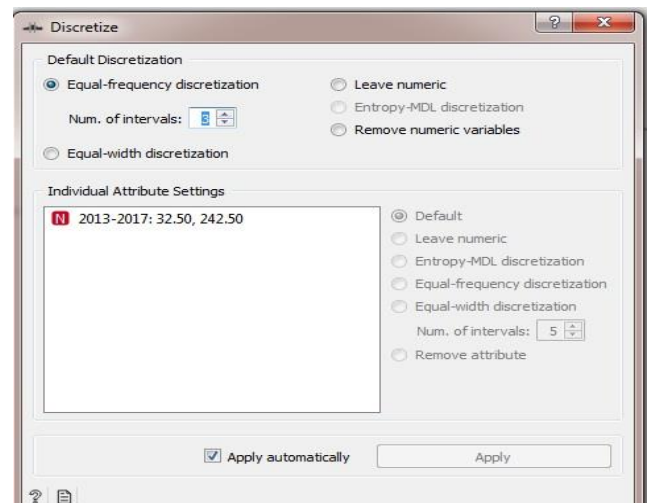 Discretize
Default Discretization
Equal-frequency discretization
Num. of intervals: 3
Equal-width discretization
Leave numeric
Entropy-MDL discretization
Remove numeric variables
Individual Attribute Settings
N 2013-2017: 32.50, 242.50
Default
Leave numeric
Entropy-MDL discretization
Equal-frequency discretization
Equal-width discretization
Num. of intervals: 5
Remove attribute
Apply automatically
Apply